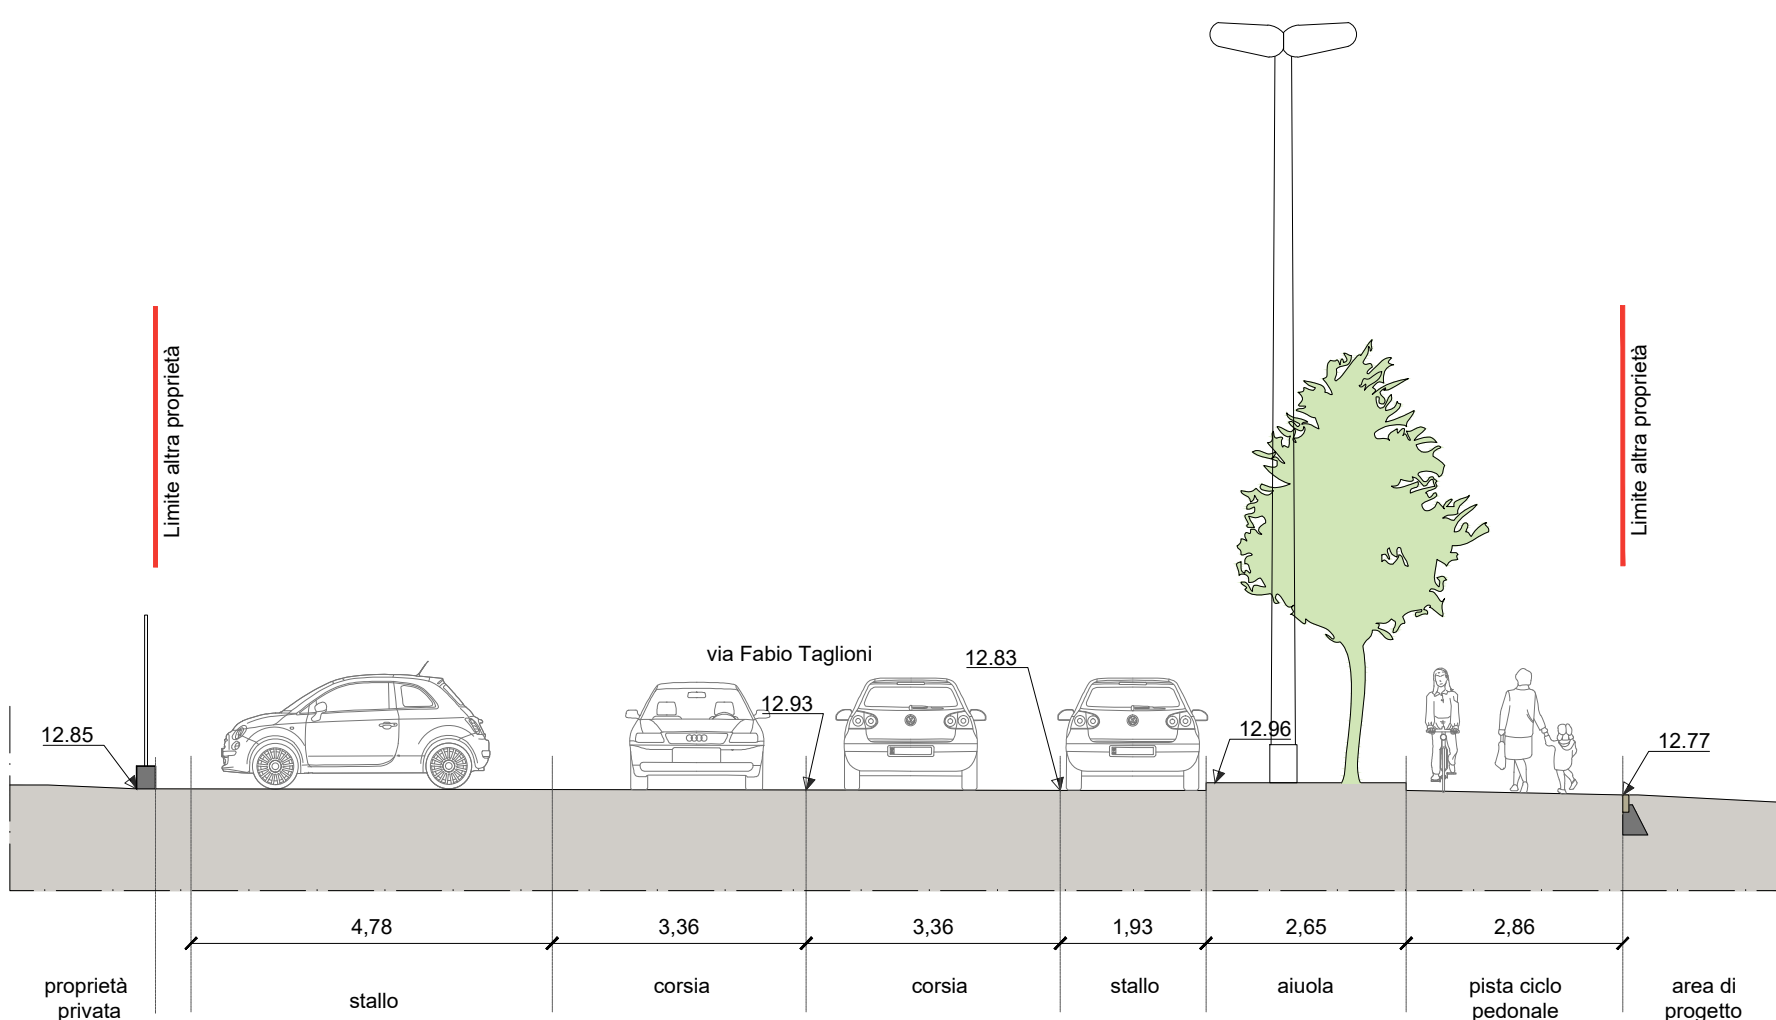 Limite altra proprietà
Limite altra proprietà
via Fabio Taglioni
12.83
12.93
12.96
12.85
12.77
4,78
3,36
3,36
1,93
2,65
2,86
proprietà
privata
stallo
corsia
corsia
stallo
aiuola
pista ciclo
pedonale
area di
progetto